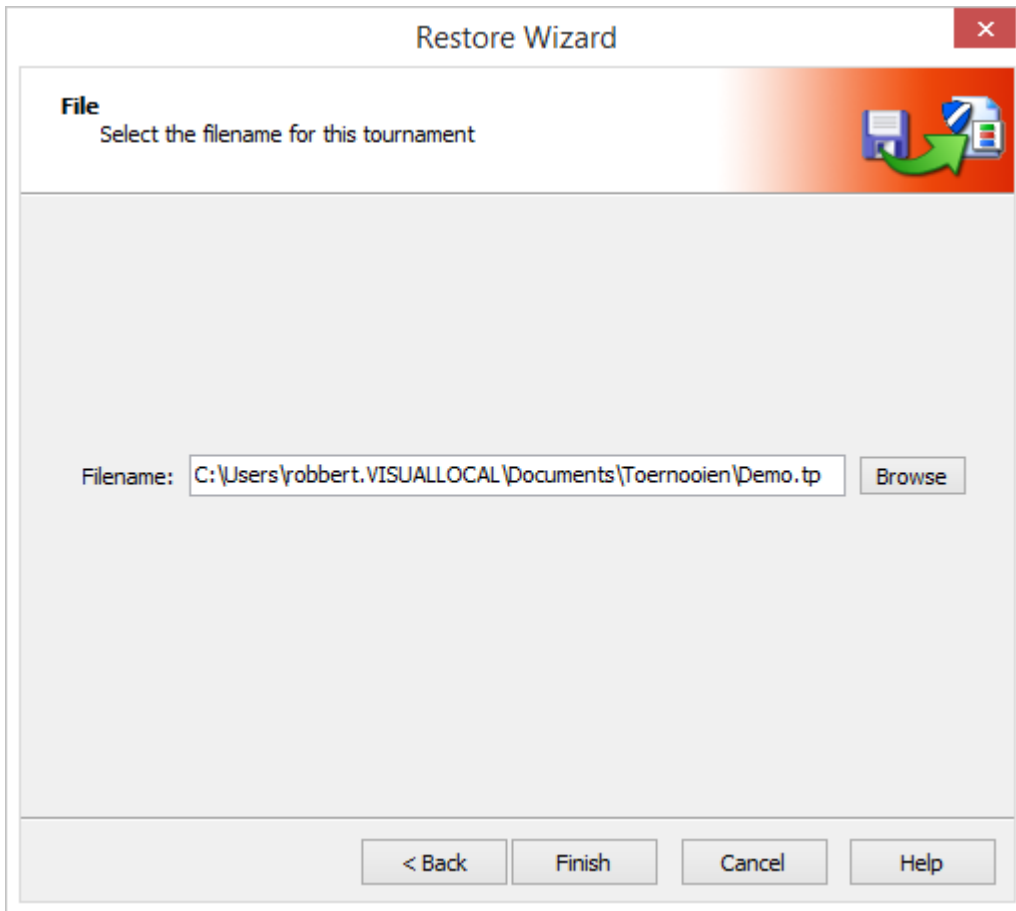 Restore Wizard
File
Select the filename for this tournament
Filename: C:\Users\robbert.VISUALLOCAL\Documents\Toernooien\Demo.tp Browse
< Back Finish Cancel Help